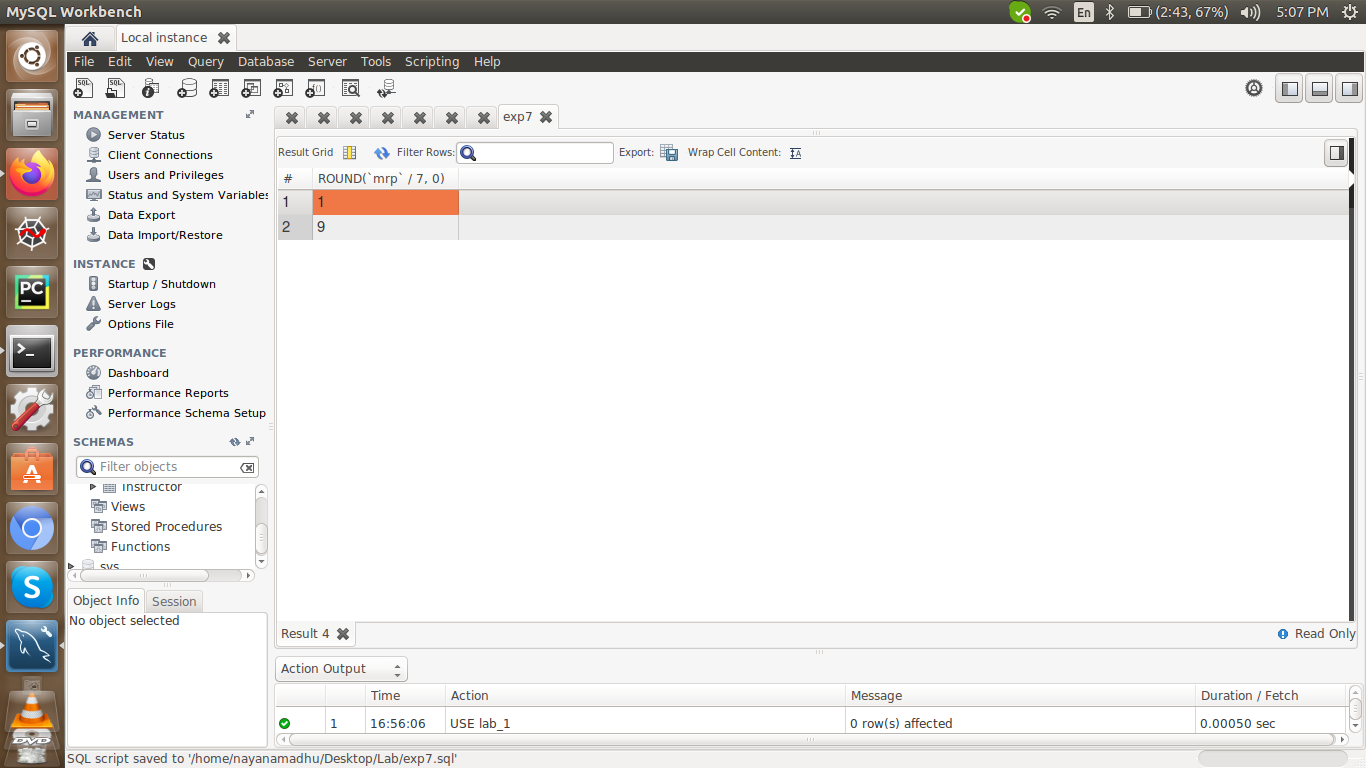 MySQL Workbench
En
(2:43, 67%)
5:07 PM
Local instance
File Edit View Query Database Server Tools Scripting Help
MANAGEMENT
Server Status
Client Connections
Users and Privileges
Status and System Variables
Data Export
Data Import/Restore
INSTANCE
Startup / Shutdown
Server Logs
Options File
PERFORMANCE
Dashboard
Performance Reports
Performance Schema Setup
SCHEMAS
Filter objects
Instructor
Views
Stored Procedures
Functions
sys
Object Info Session
No object selected
exp7
Result Grid Filter Rows: Export: Wrap Cell Content:
# ROUND(`mrp` / 7, 0)
1 1
2 9
Result 4
Read Only
Action Output
Time Action Message Duration / Fetch
1 16:56:06 USE lab_1 0 row(s) affected 0.00050 sec
SQL script saved to '/home/nayanamadhu/Desktop/Lab/exp7.sql'
SQL
SQL
PC
S
A
DVD